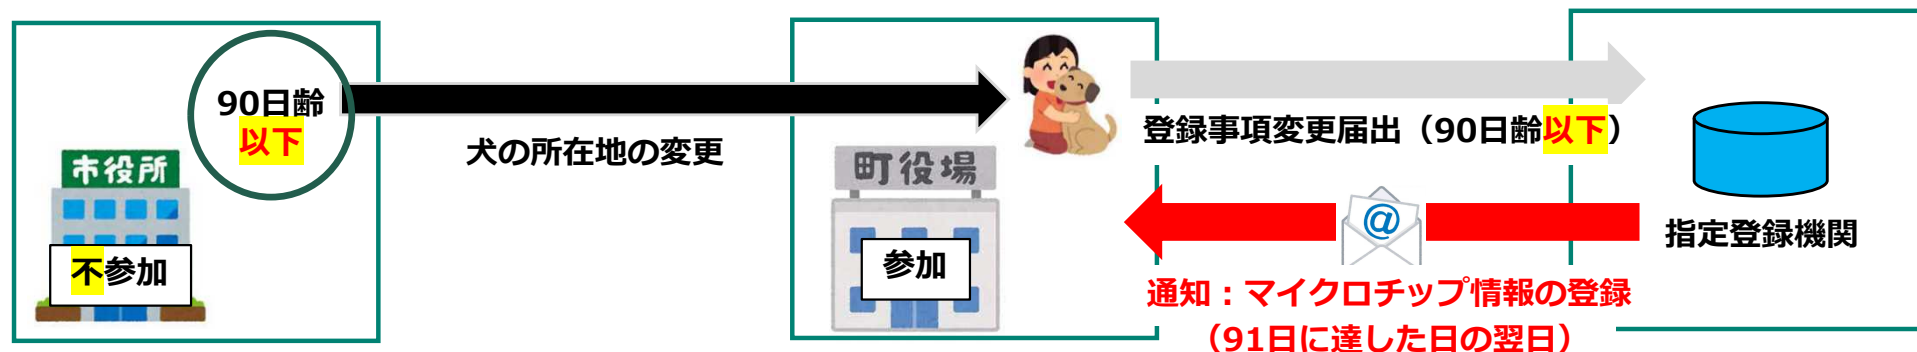 90日齢
以下
市役所
不参加
犬の所在地の変更
町役場
参加
登録事項変更届出（90日齢以下）
@
通知：マイクロチップ情報の登録
（91日に達した日の翌日）
指定登録機関